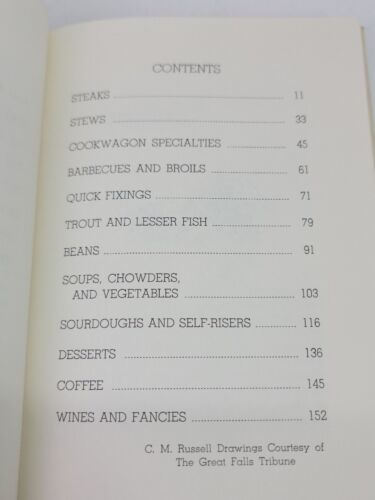 CONTENTS
STEAKS 11
STEWS 33
COOKWAGON SPECIALTIES 45
BARBECUES AND BROILS 61
QUICK FIXINGS 71
TROUT AND LESSER FISH 79
BEANS 91
SOUPS, CHOWDERS,
AND VEGETABLES 103
SOURDOUGHS AND SELF-RISERS 116
DESSERTS 136
COFFEE 145
WINES AND FANCIES 152
C. M. Russell Drawings Courtesy of
The Great Falls Tribune